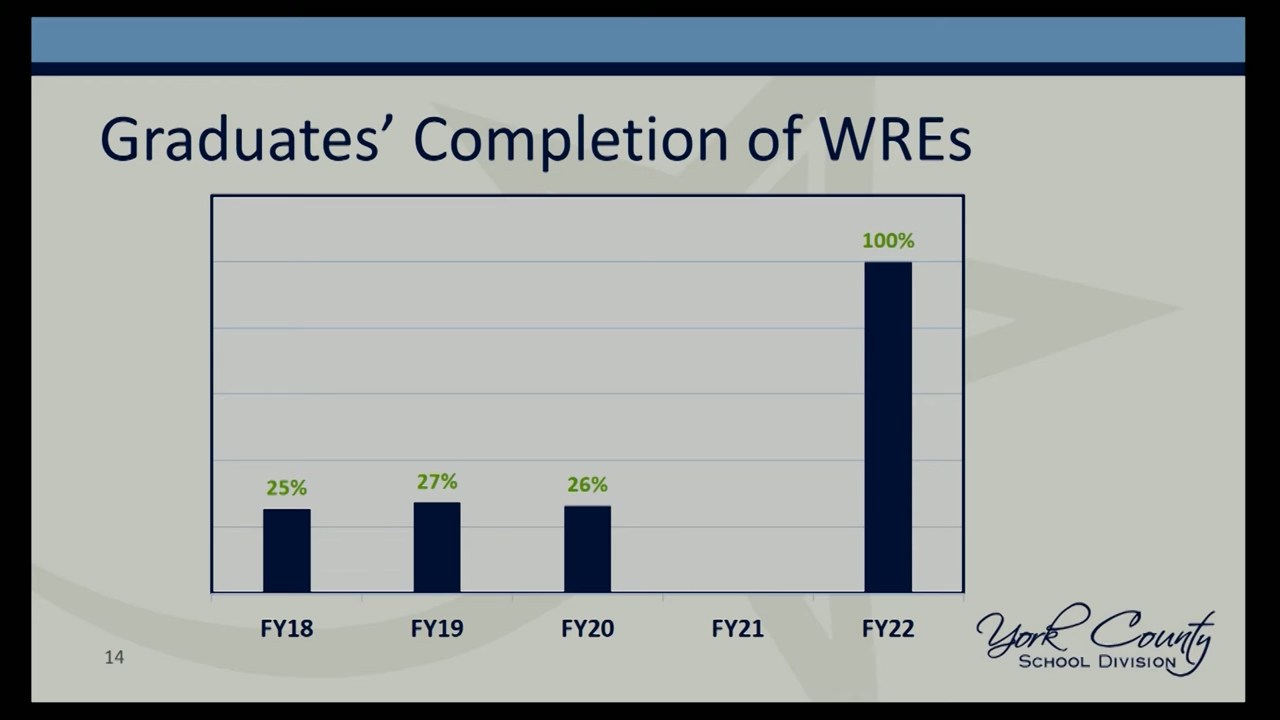 Graduates’ Completion of WREs
100%
25%
27%
26%
FY18 FY19 FY20 FY21 FY22
14
York County
SCHOOL DIVISION